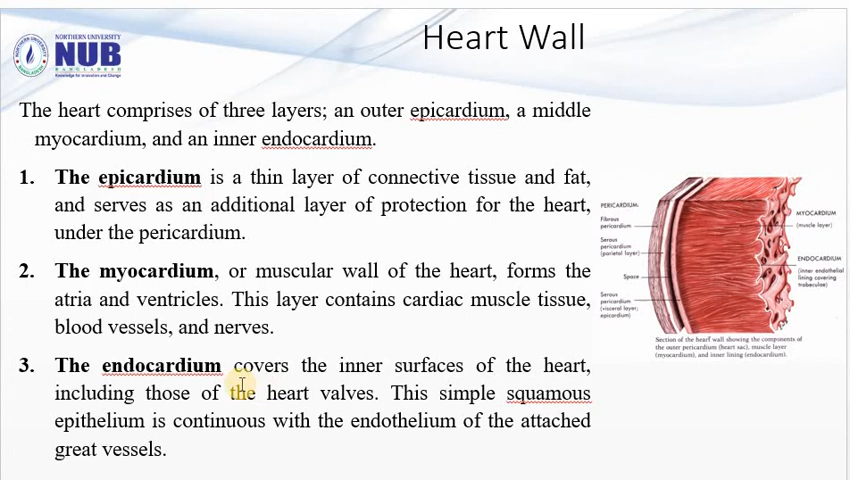 Heart Wall
NORTHERN UNIVERSITY
NUB
BANGLADESH
Knowledge for Innovation and Change
The heart comprises of three layers; an outer epicardium, a middle
myocardium, and an inner endocardium.
1. The epicardium is a thin layer of connective tissue and fat,
and serves as an additional layer of protection for the heart,
under the pericardium.
2. The myocardium, or muscular wall of the heart, forms the
atria and ventricles. This layer contains cardiac muscle tissue,
blood vessels, and nerves.
3. The endocardium covers the inner surfaces of the heart,
including those of the heart valves. This simple squamous
epithelium is continuous with the endothelium of the attached
great vessels.
PERICARDIUM:
Fibrous
pericardium
Serous
pericardium
(parietal layer)
Space
Serous
pericardium
(visceral layer;
epicardium)
MYOCARDIUM
(muscle layer)
ENDOCARDIUM
(inner endothelial
lining covering
trabeculae)
Section of the heart wall showing the components of
the outer pericardium (heart sac), muscle layer
(myocardium), and inner lining (endocardium).